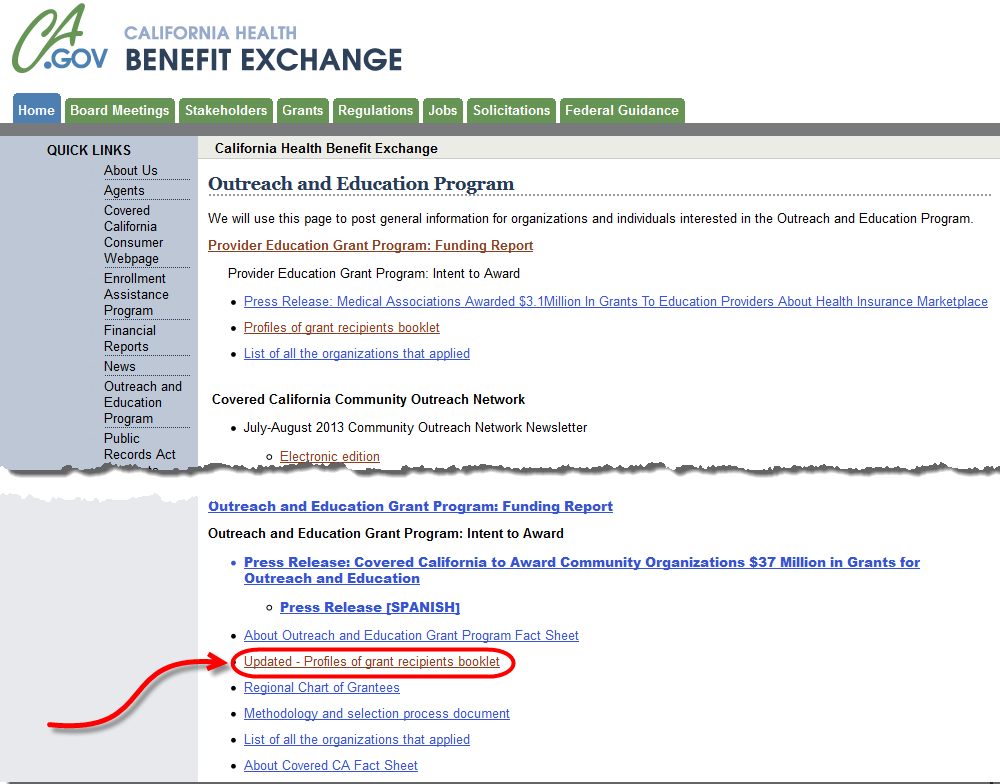 CA
.GOV
CALIFORNIA HEALTH
BENEFIT EXCHANGE
Home Board Meetings Stakeholders Grants Regulations Jobs Solicitations Federal Guidance
QUICK LINKS
About Us
Agents
Covered
California
Consumer
Webpage
Enrollment
Assistance
Program
Financial
Reports
News
Outreach and
Education
Program
Public
Records Act
California Health Benefit Exchange
Outreach and Education Program
We will use this page to post general information for organizations and individuals interested in the Outreach and Education Program.
Provider Education Grant Program: Funding Report
Provider Education Grant Program: Intent to Award
Press Release: Medical Associations Awarded $3.1Million In Grants To Education Providers About Health Insurance Marketplace
Profiles of grant recipients booklet
List of all the organizations that applied
Covered California Community Outreach Network
July-August 2013 Community Outreach Network Newsletter
Electronic edition
Outreach and Education Grant Program: Funding Report
Outreach and Education Grant Program: Intent to Award
Press Release: Covered California to Award Community Organizations $37 Million in Grants for
Outreach and Education
Press Release [SPANISH]
About Outreach and Education Grant Program Fact Sheet
Updated - Profiles of grant recipients booklet
Regional Chart of Grantees
Methodology and selection process document
List of all the organizations that applied
About Covered CA Fact Sheet